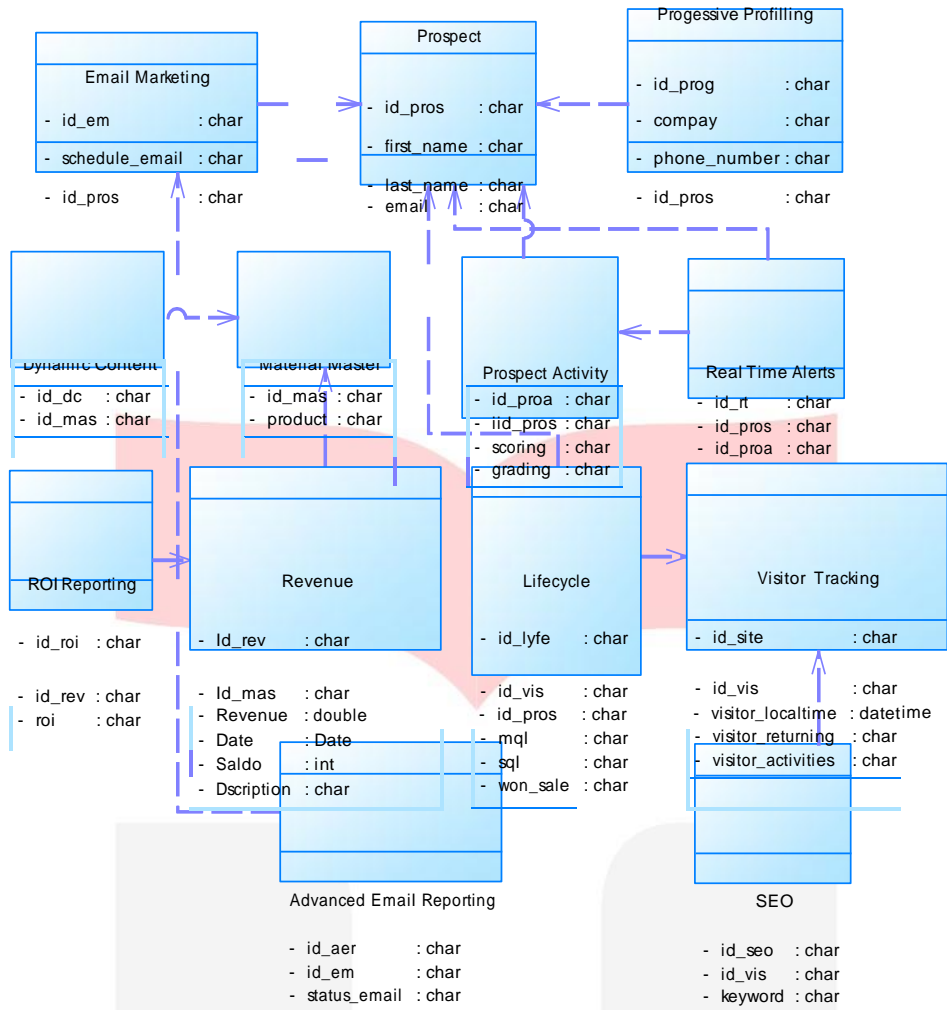 Email Marketing
- id_em : char
- schedule_email : char
- id_pros : char
Prospect
- id_pros : char
- first_name : char
- last_name : char
- email : char
Progessive Profilling
- id_prog : char
- compay : char
- phone_number : char
- id_pros : char
Dynamic Content
- id_dc : char
- id_mas : char
Material Master
- id_mas : char
- product : char
Prospect Activity
- id_proa : char
- iid_pros : char
- scoring : char
- grading : char
Real Time Alerts
- id_rt : char
- id_pros : char
- id_proa : char
ROI Reporting
- id_roi : char
- id_rev : char
- roi : char
Revenue
- Id_rev : char
- Id_mas : char
- Revenue : double
- Date : Date
- Saldo : int
- Dscription : char
Lifecycle
- id_lyfe : char
- id_vis : char
- id_pros : char
- mql : char
- sql : char
- won_sale : char
Visitor Tracking
- id_site : char
- id_vis : char
- visitor_localtime : datetime
- visitor_returning : char
- visitor_activities : char
Advanced Email Reporting
- id_aer : char
- id_em : char
- status_email : char
SEO
- id_seo : char
- id_vis : char
- keyword : char